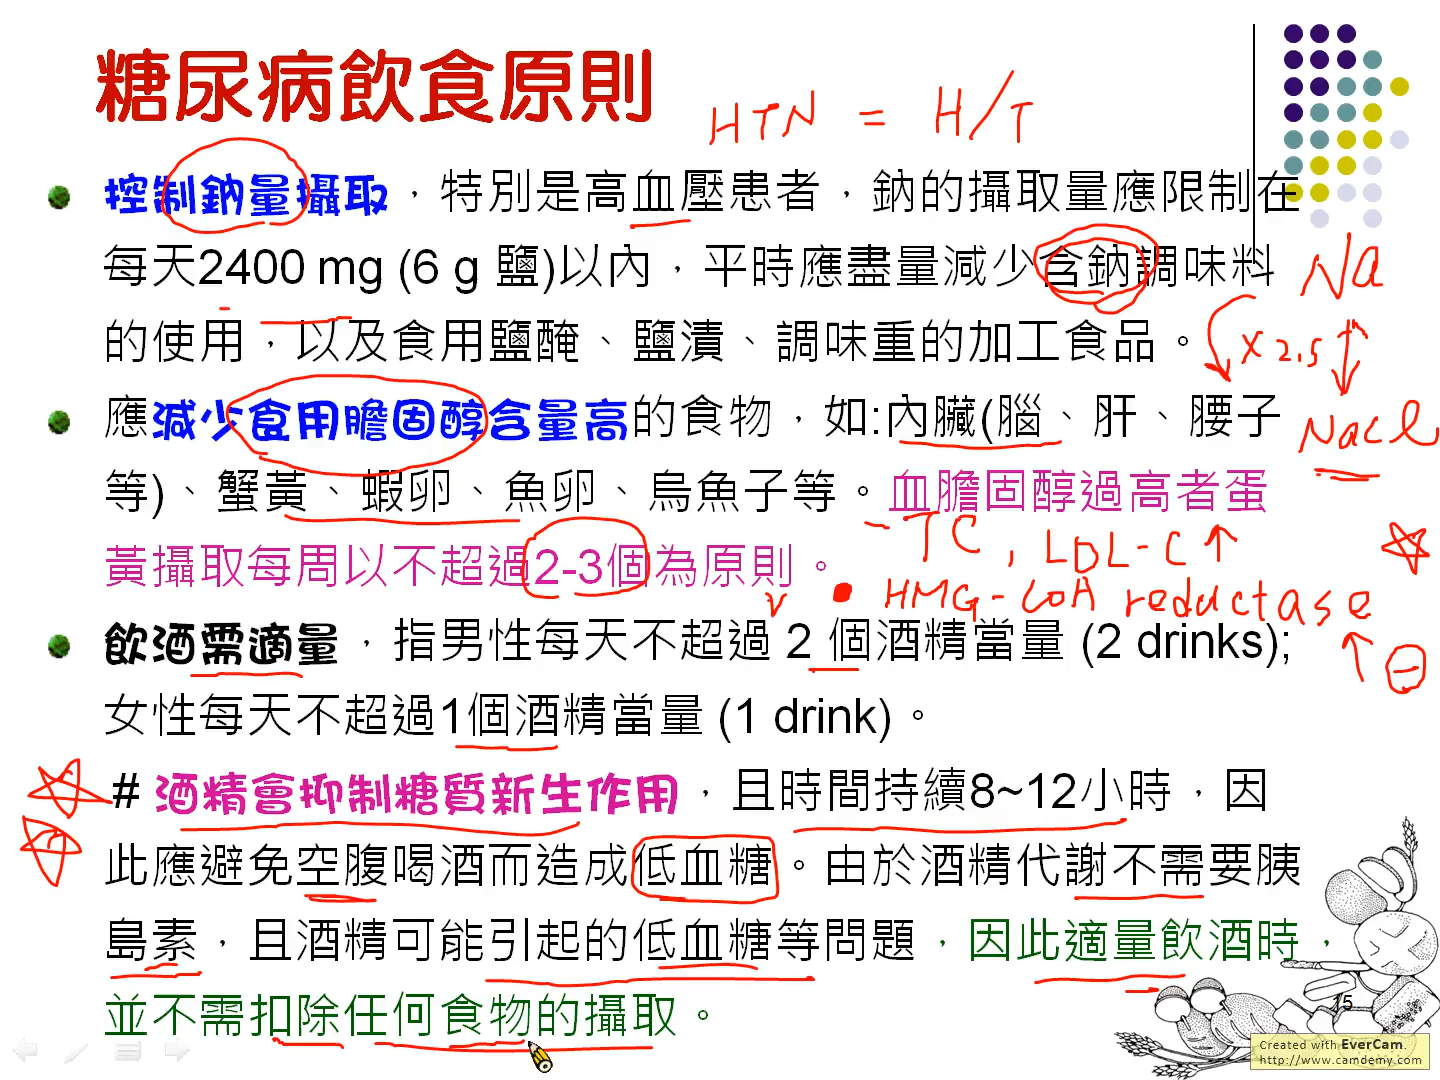 糖尿病飲食原則
HTN = H/T
控制鈉量攝取，特別是高血壓患者，鈉的攝取量應限制在
每天2400 mg (6 g 鹽)以內，平時應盡量減少含鈉調味料
Na
的使用，以及食用鹽醃、鹽漬、調味重的加工食品。
x 2.5
應減少食用膽固醇含量高的食物，如:內臟(腦、肝、腰子
NaCl
等)、蟹黃、蝦卵、魚卵、烏魚子等。血膽固醇過高者蛋
- TC , LDL-C ↑
黃攝取每周以不超過2-3個為原則。
HMG-CoA reductase
↑ ⊖
飲酒需適量，指男性每天不超過 2 個酒精當量 (2 drinks);
女性每天不超過1個酒精當量 (1 drink)。
# 酒精會抑制糖質新生作用，且時間持續8~12小時，因
此應避免空腹喝酒而造成低血糖。由於酒精代謝不需要胰
島素，且酒精可能引起的低血糖等問題，因此適量飲酒時，
並不需扣除任何食物的攝取。
15
Created with EverCam.
http://www.camdemy.com